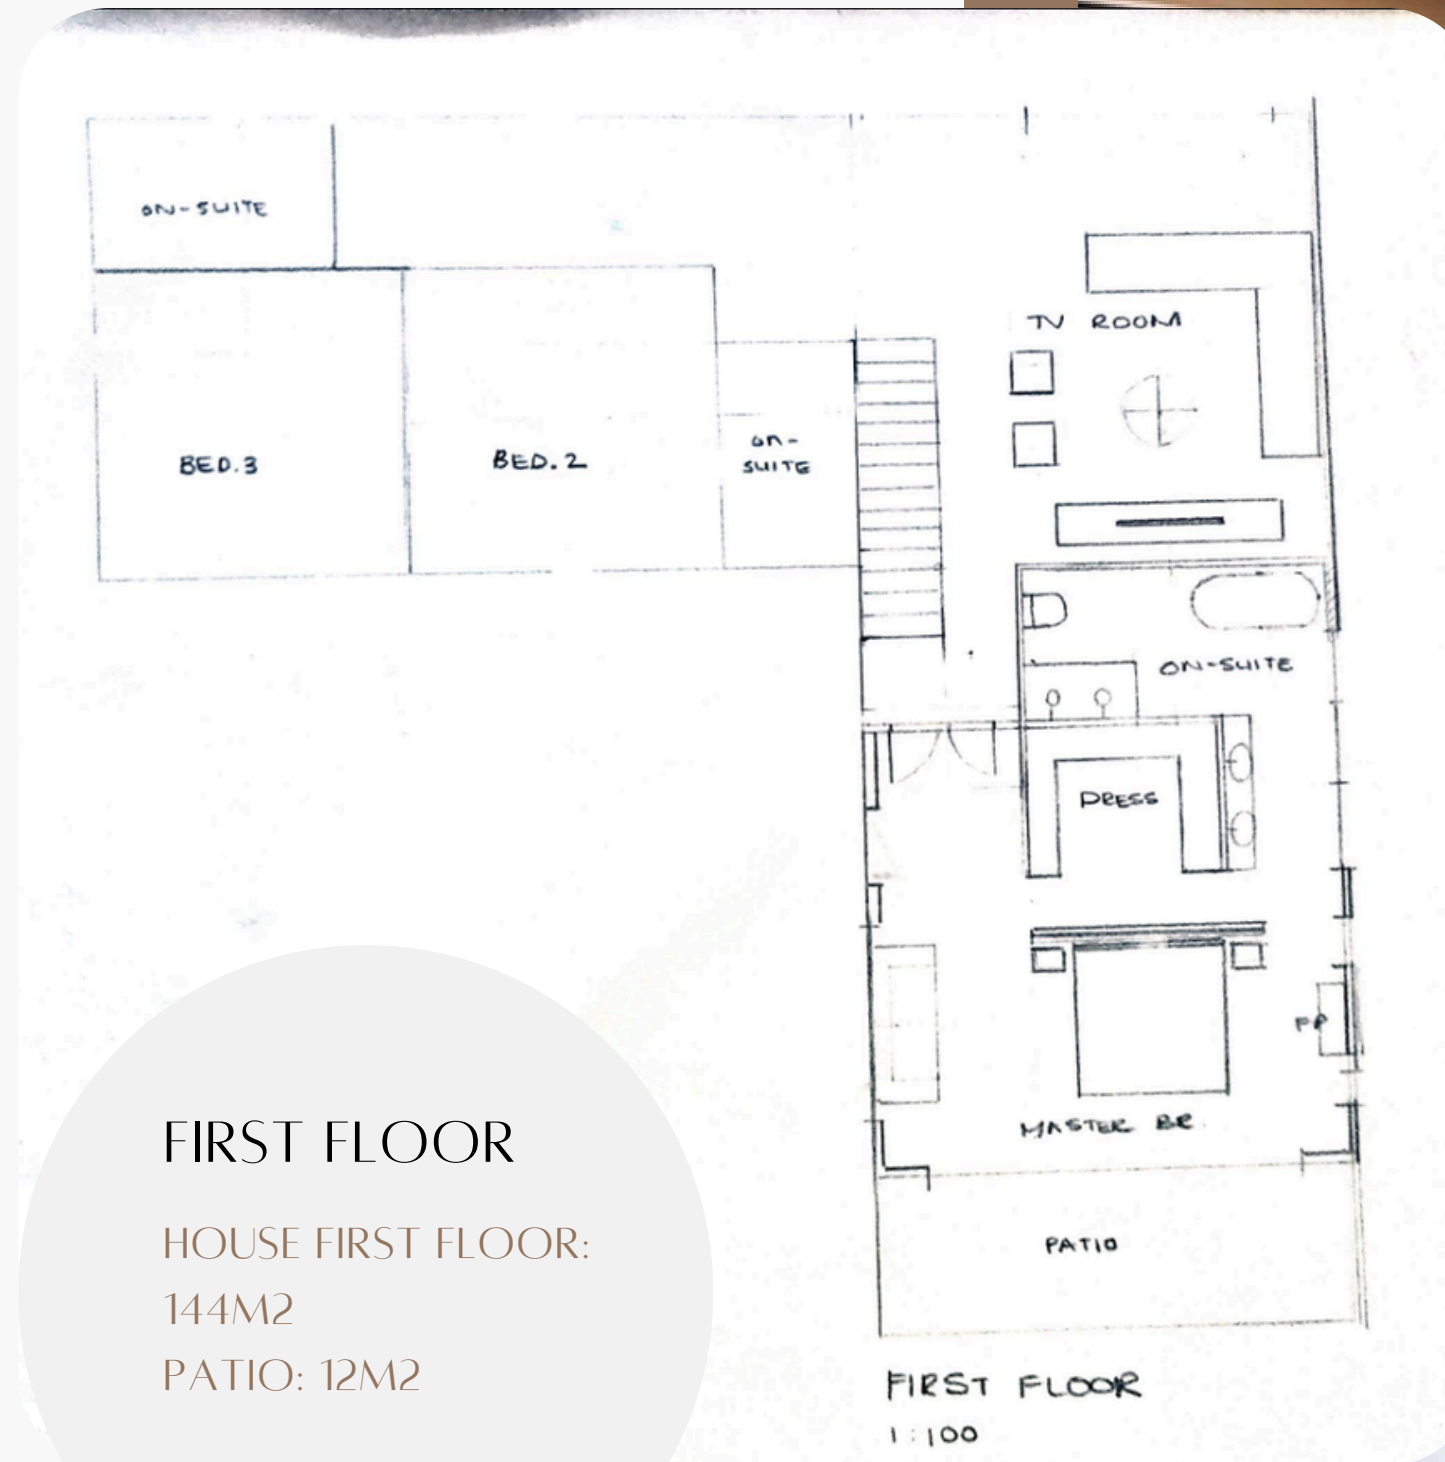 ON-SUITE
TV ROOM
BED.3
BED.2
ON-
SUITE
ON-SUITE
DRESS
FP
MASTER BR.
PATIO
FIRST FLOOR
1:100
FIRST FLOOR
HOUSE FIRST FLOOR:
144M2
PATIO: 12M2